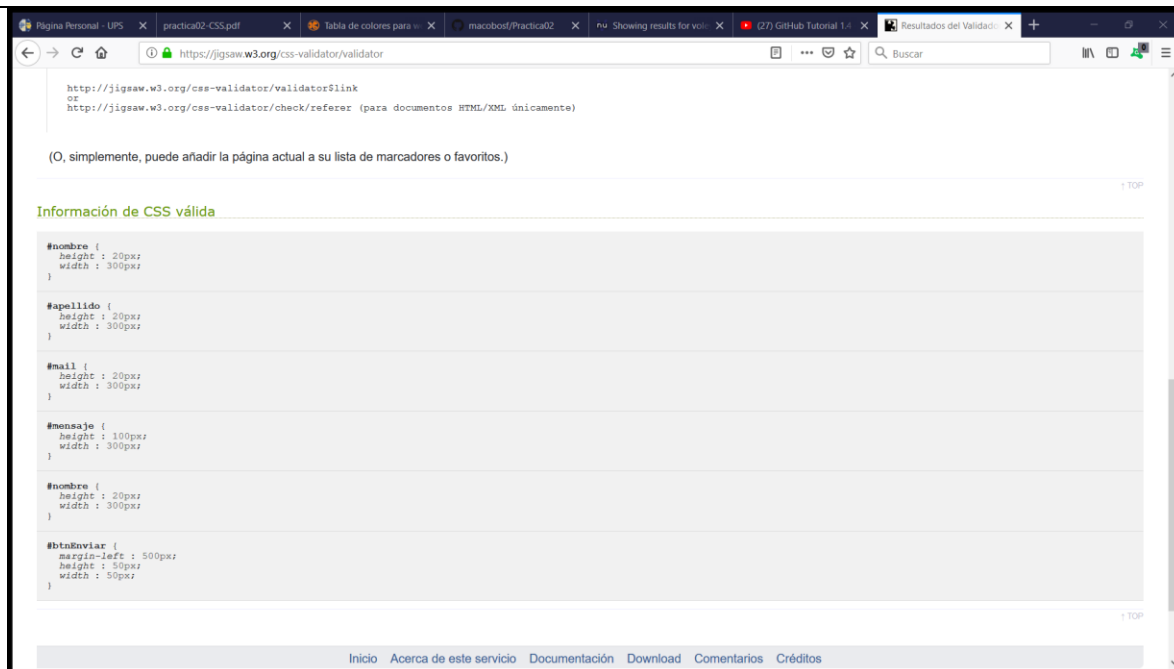 Página Personal - UPS
practica02-CSS.pdf
Tabla de colores para w
macobosf/Practica02
nu Showing results for vole
(27) GitHub Tutorial 1.4
Resultados del Validado
https://jigsaw.w3.org/css-validator/validator
Buscar
http://jigsaw.w3.org/css-validator/validator$link
or
http://jigsaw.w3.org/css-validator/check/referer (para documentos HTML/XML únicamente)
(O, simplemente, puede añadir la página actual a su lista de marcadores o favoritos.)
↑ TOP
Información de CSS válida
#nombre {
height : 20px;
width : 300px;
}
#apellido {
height : 20px;
width : 300px;
}
#mail {
height : 20px;
width : 300px;
}
#mensaje {
height : 100px;
width : 300px;
}
#nombre {
height : 20px;
width : 300px;
}
#btnEnviar {
margin-left : 500px;
height : 50px;
width : 50px;
}
↑ TOP
Inicio Acerca de este servicio Documentación Download Comentarios Créditos